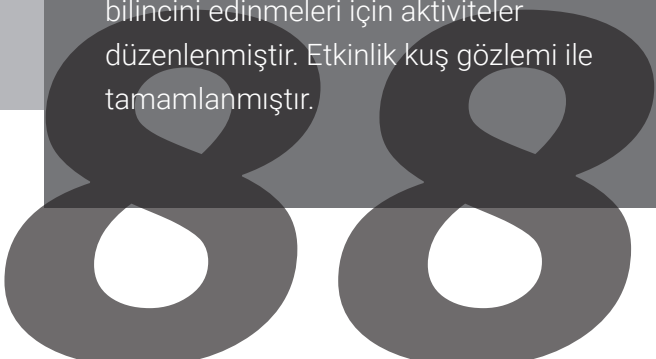 bilincini edinmeleri için aktiviteler
düzenlenmiştir. Etkinlik kuş gözlemi ile
tamamlanmıştır.
88